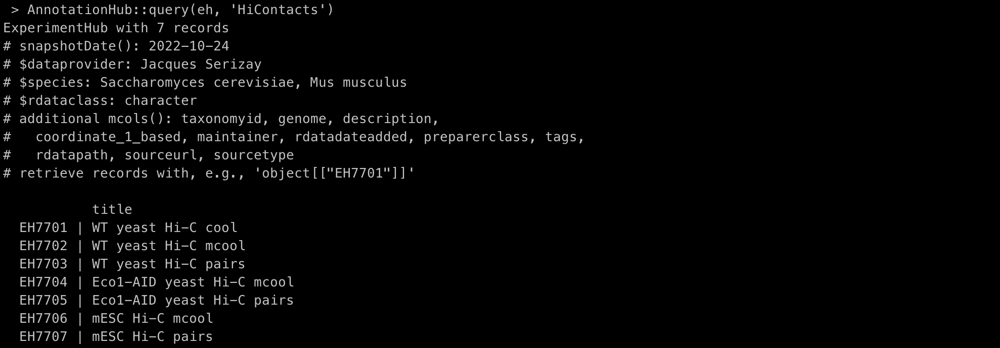 > AnnotationHub::query(eh, 'HiContacts')
ExperimentHub with 7 records
# snapshotDate(): 2022-10-24
# $dataprovider: Jacques Serizay
# $species: Saccharomyces cerevisiae, Mus musculus
# $rdataclass: character
# additional mcols(): taxonomyid, genome, description,
#   coordinate_1_based, maintainer, rdatadateadded, preparerclass, tags,
#   rdatapath, sourceurl, sourcetype
# retrieve records with, e.g., 'object[["EH7701"]]'
title
EH7701 | WT yeast Hi-C cool
EH7702 | WT yeast Hi-C mcool
EH7703 | WT yeast Hi-C pairs
EH7704 | Eco1-AID yeast Hi-C mcool
EH7705 | Eco1-AID yeast Hi-C pairs
EH7706 | mESC Hi-C mcool
EH7707 | mESC Hi-C pairs